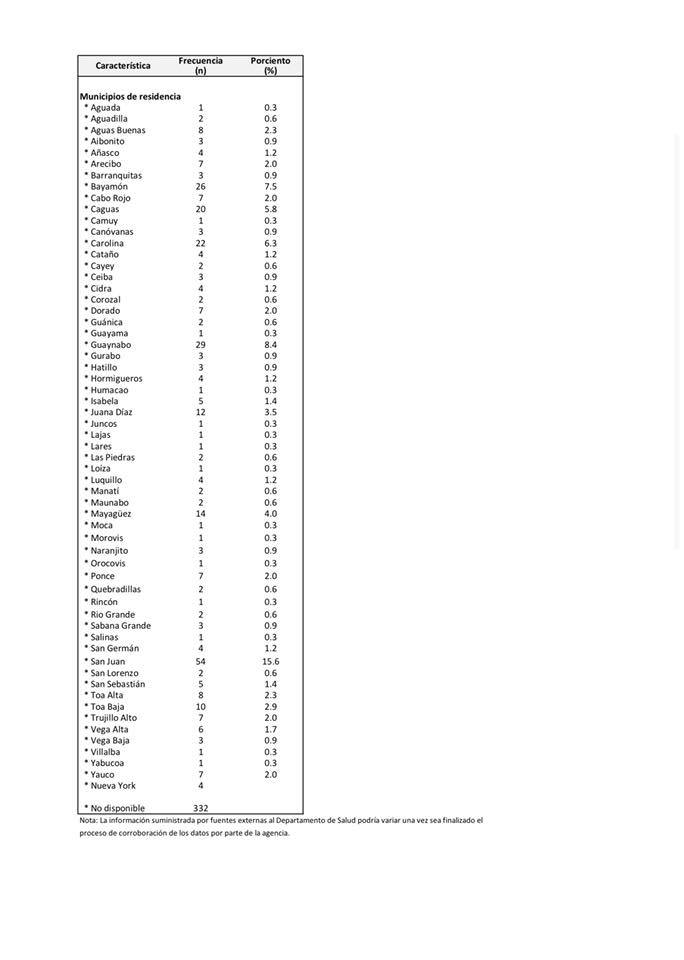 Característica Frecuencia (n) Porciento (%)
Municipios de residencia
* Aguada 1 0.3
* Aguadilla 2 0.6
* Aguas Buenas 8 2.3
* Aibonito 3 0.9
* Añasco 4 1.2
* Arecibo 7 2.0
* Barranquitas 3 0.9
* Bayamón 26 7.5
* Cabo Rojo 7 2.0
* Caguas 20 5.8
* Camuy 1 0.3
* Canóvanas 3 0.9
* Carolina 22 6.3
* Cataño 4 1.2
* Cayey 2 0.6
* Ceiba 3 0.9
* Cidra 4 1.2
* Corozal 2 0.6
* Dorado 7 2.0
* Guánica 2 0.6
* Guayama 1 0.3
* Guaynabo 29 8.4
* Gurabo 3 0.9
* Hatillo 3 0.9
* Hormigueros 4 1.2
* Humacao 1 0.3
* Isabela 5 1.4
* Juana Díaz 12 3.5
* Juncos 1 0.3
* Lajas 1 0.3
* Lares 1 0.3
* Las Piedras 2 0.6
* Loíza 1 0.3
* Luquillo 4 1.2
* Manatí 2 0.6
* Maunabo 2 0.6
* Mayagüez 14 4.0
* Moca 1 0.3
* Morovis 1 0.3
* Naranjito 3 0.9
* Orocovis 1 0.3
* Ponce 7 2.0
* Quebradillas 2 0.6
* Rincón 1 0.3
* Rio Grande 2 0.6
* Sabana Grande 3 0.9
* Salinas 1 0.3
* San Germán 4 1.2
* San Juan 54 15.6
* San Lorenzo 2 0.6
* San Sebastián 5 1.4
* Toa Alta 8 2.3
* Toa Baja 10 2.9
* Trujillo Alto 7 2.0
* Vega Alta 6 1.7
* Vega Baja 3 0.9
* Villalba 1 0.3
* Yabucoa 1 0.3
* Yauco 7 2.0
* Nueva York 4
* No disponible 332
Nota: La información suministrada por fuentes externas al Departamento de Salud podría variar una vez sea finalizado el
proceso de corroboración de los datos por parte de la agencia.